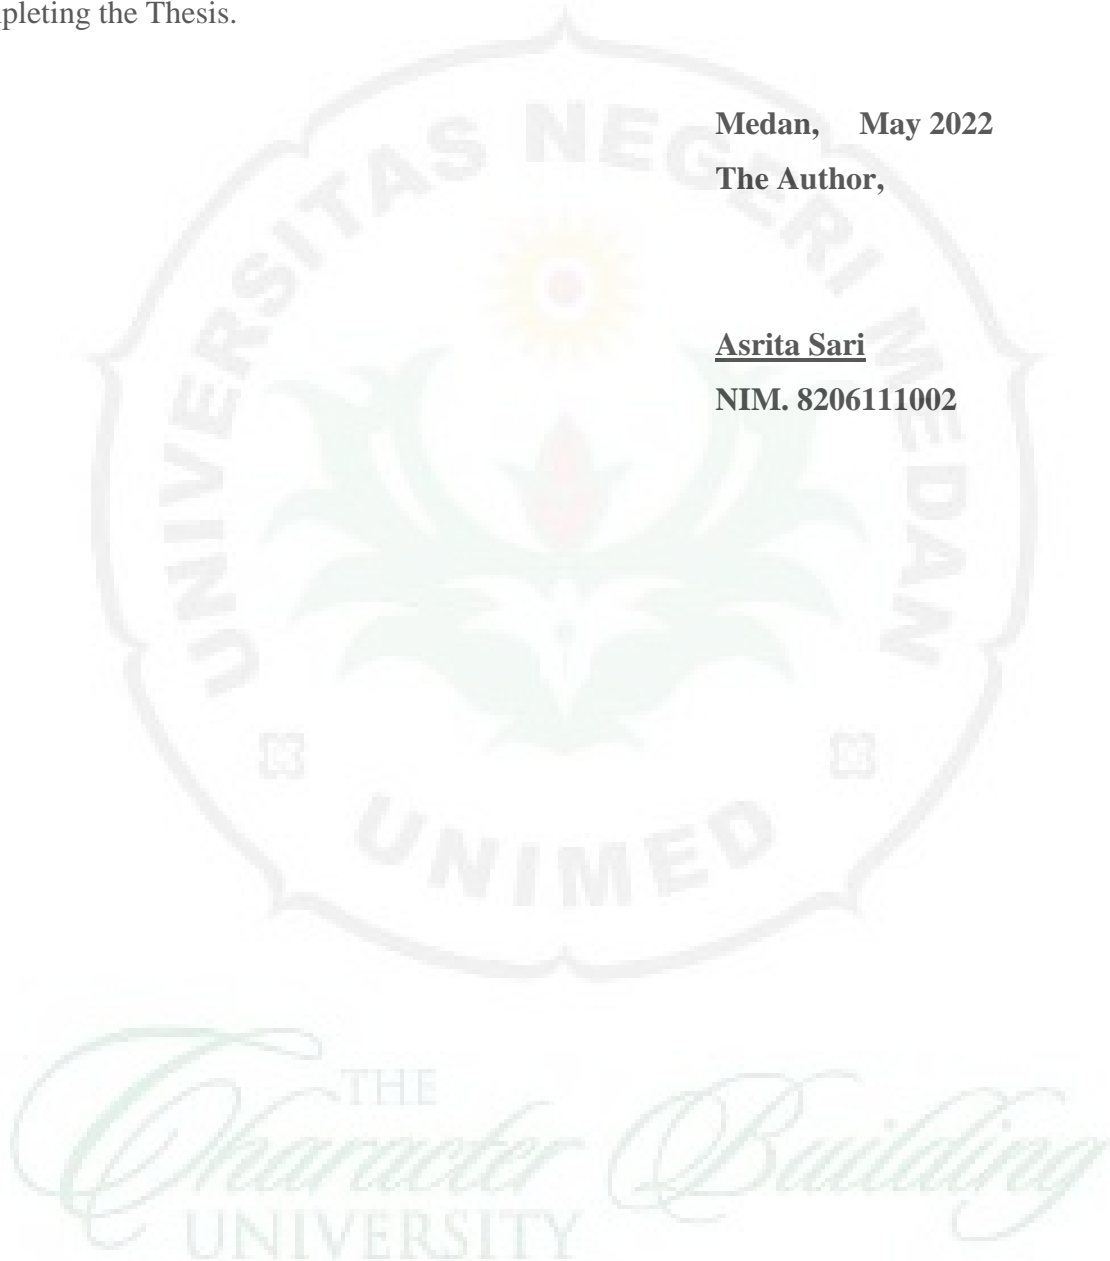 the Thesis.
Medan, May 2022
The Author,
Asrita Sari
NIM. 8206111002
UNIVERSITAS NEGERI MEDAN
UNIMED
THE
Character Building
UNIVERSITY